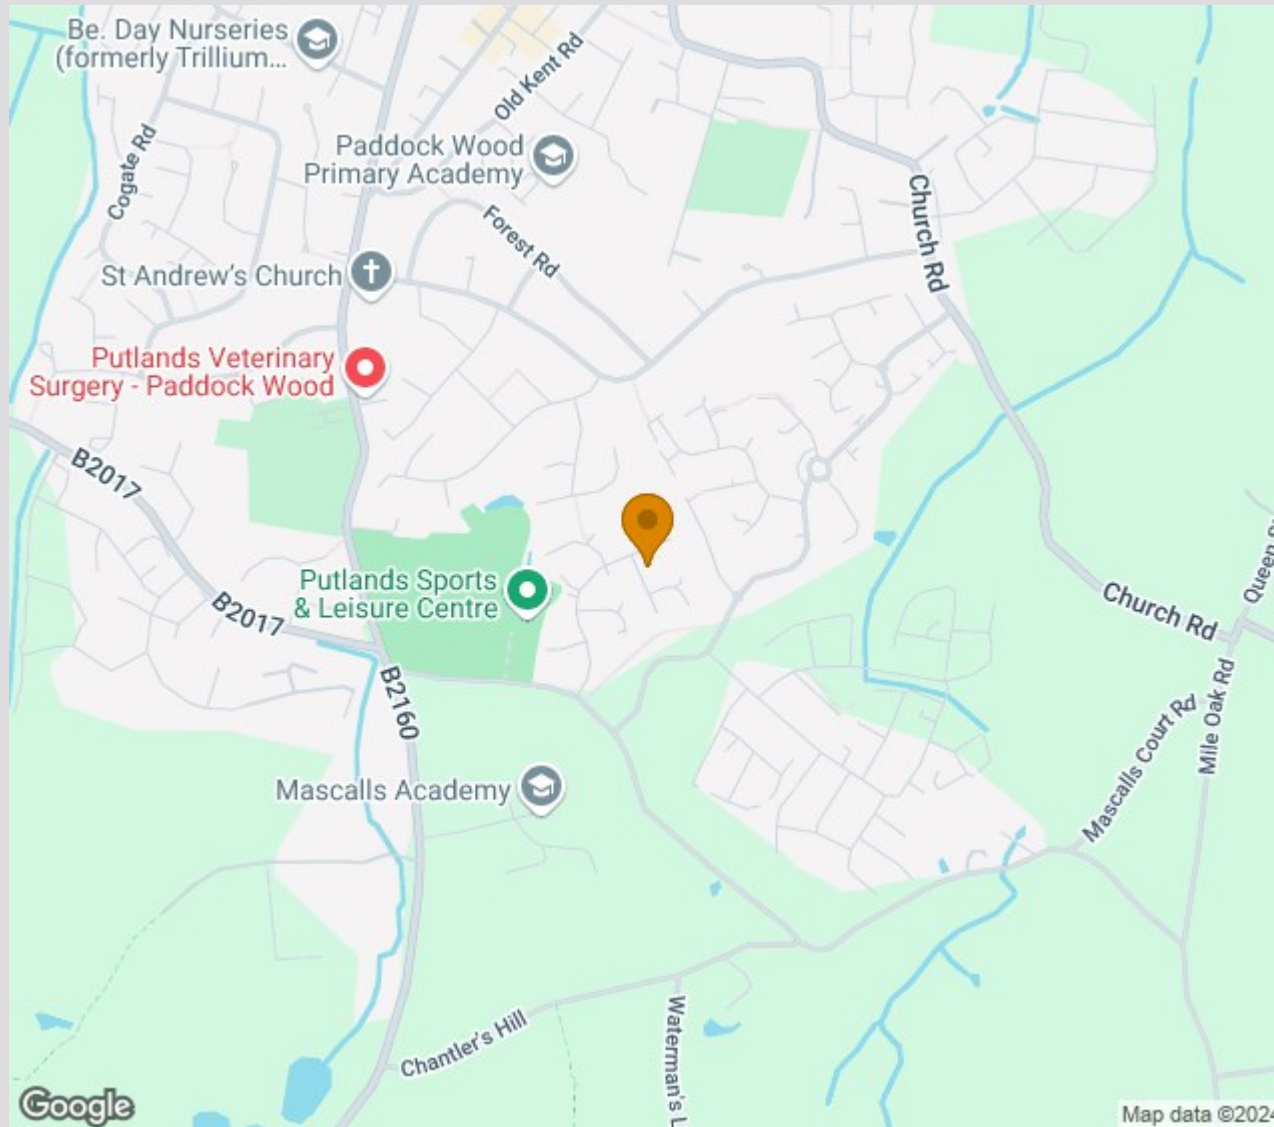 Be. Day Nurseries
(formerly Trillium...
Old Kent Rd
Cogate Rd
Paddock Wood
Primary Academy
Church Rd
Forest Rd
St Andrew's Church
Putlands Veterinary
Surgery - Paddock Wood
B2017
Queen S
Putlands Sports
& Leisure Centre
B2017
Church Rd
B2160
Mile Oak Rd
Mascalls Court Rd
Mascalls Academy
Chantler's Hill
Waterman's L
Google
Map data ©2024